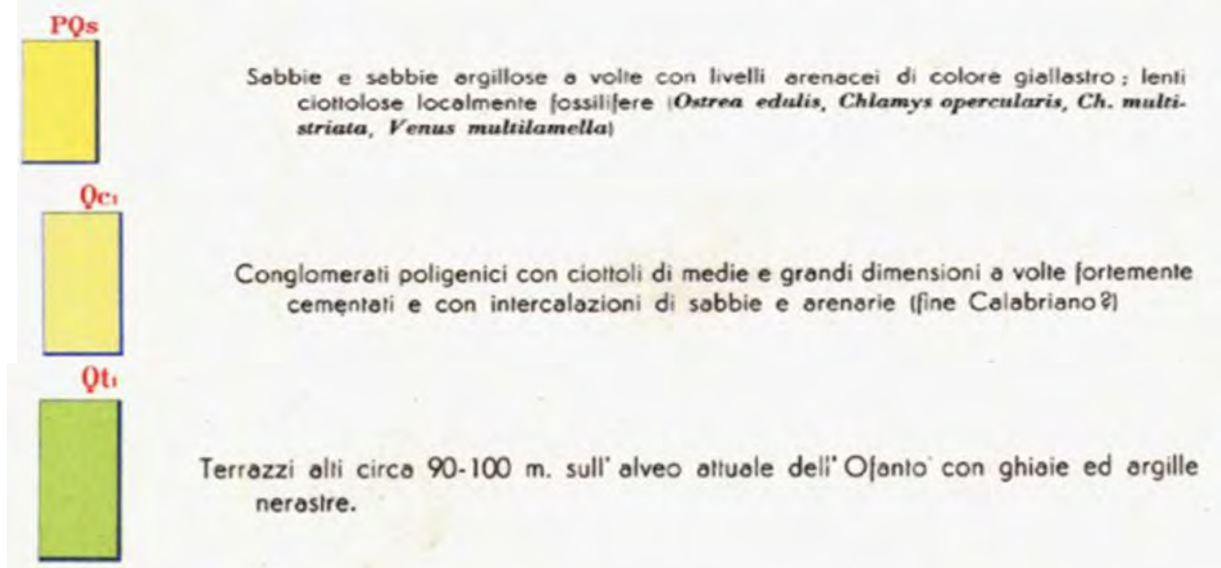 PQs
Sabbie e sabbie argillose a volte con livelli arenacei di colore giallastro; lenti
ciottolose localmente fossilifere (Ostrea edulis, Chlamys opercularis, Ch. multi-
striata, Venus multilamella)
Qc1
Conglomerati poligenici con ciottoli di medie e grandi dimensioni a volte fortemente
cementati e con intercalazioni di sabbie e arenarie (fine Calabriano?)
Qt1
Terrazzi alti circa 90-100 m. sull' alveo attuale dell' Ofanto con ghiaie ed argille
nerastre.